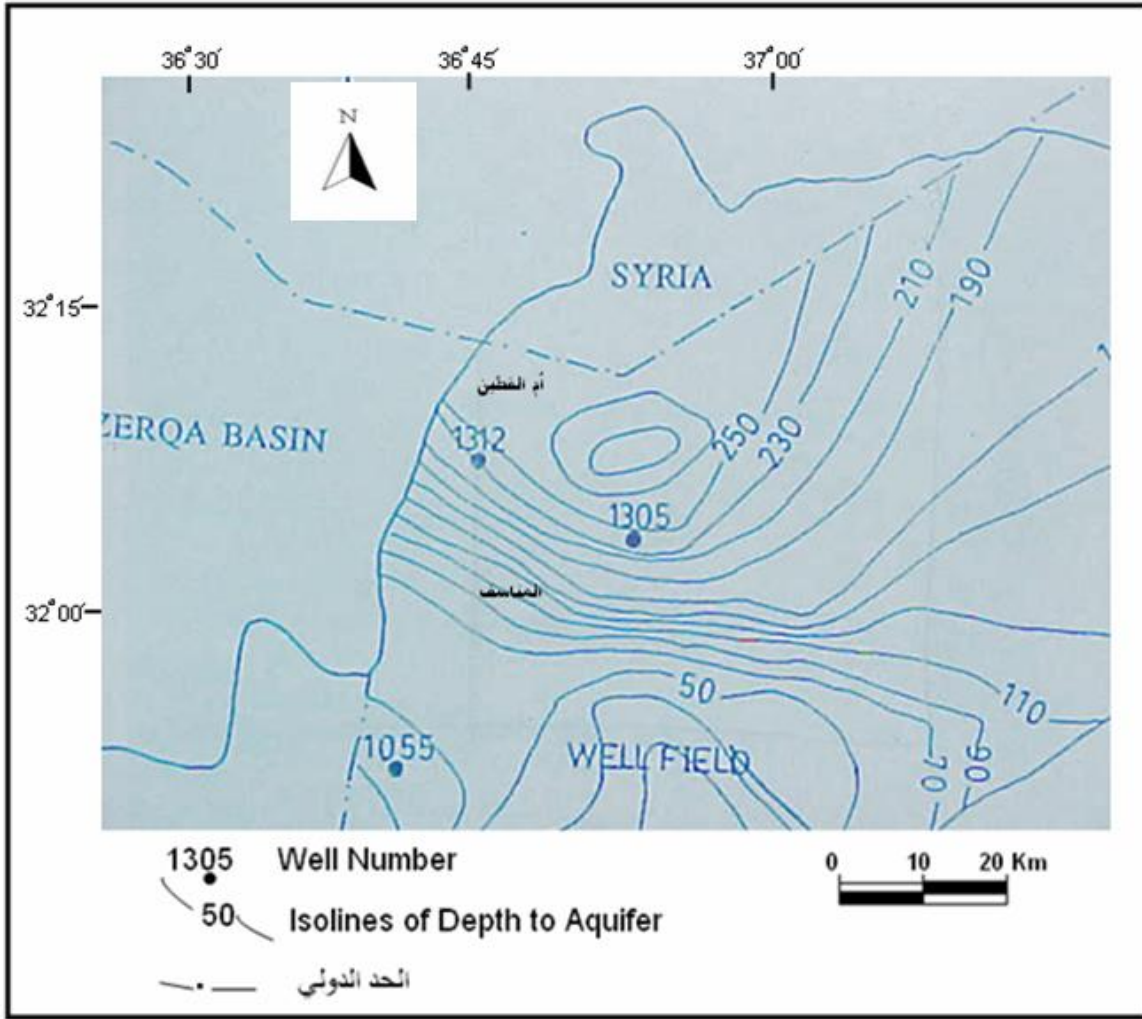 36°30′ 36°45′ 37°00′
N
32°15′
SYRIA
210
190
أم القطين
ZERQA BASIN
1312
250
230
1305
المناسف
32°00′
50
110
1055
WELL FIELD
70
90
1305 Well Number
0 10 20 Km
50 Isolines of Depth to Aquifer
الحد الدولي